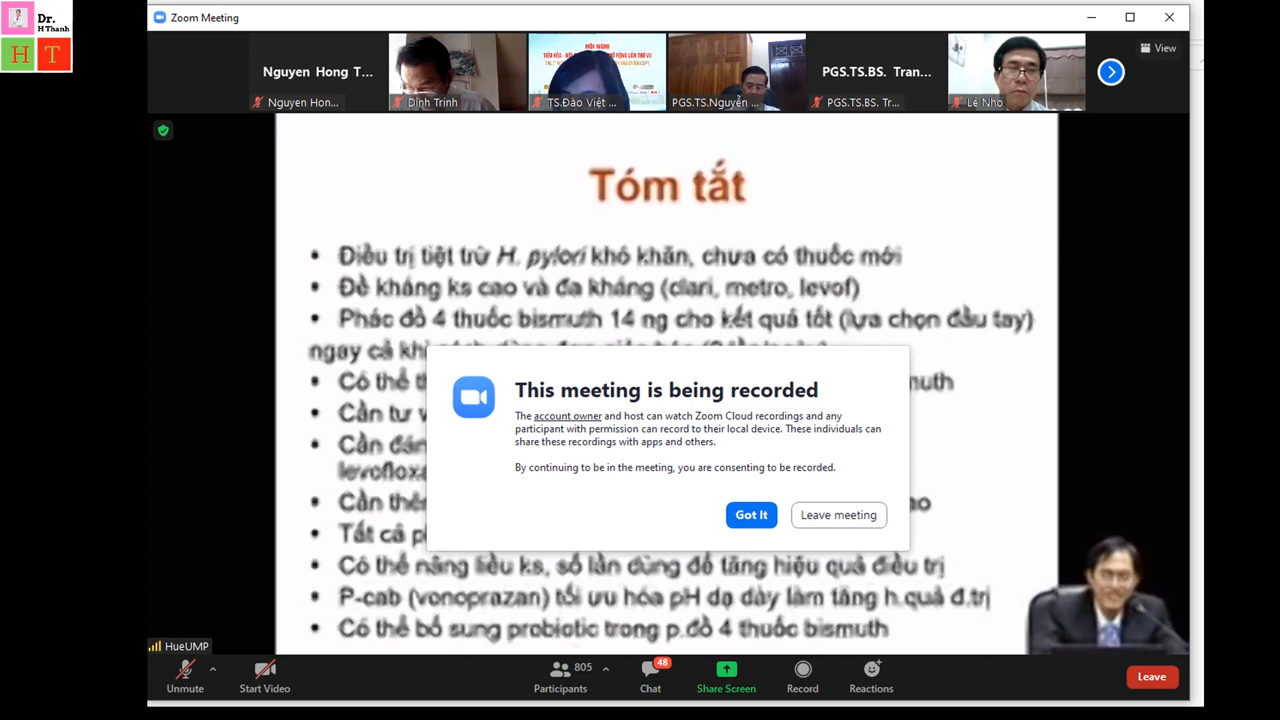 Dr.
H Thanh
H T
Zoom Meeting
View
Nguyen Hong T...
PGS.TS.BS. Tran...
HỘI NGHỊ
Nguyen Hon...
Dinh Trinh
TS.Đào Việt ...
PGS.TS.Nguyễn ...
PGS.TS.BS. Tr...
Lê Nho
Tóm tắt
• Điều trị tiệt trừ H. pylori khó khăn, chưa có thuốc mới
• Đề kháng ks cao và đa kháng (clari, metro, levof)
• Phác đồ 4 thuốc bismuth 14 ng cho kết quả tốt (lựa chọn đầu tay)
ngay cả khi
• Có thể
• Cần tư
• Cần
• Cần
• Tất cả
• Có thể nâng liều ks, số lần dùng để tăng hiệu quả điều trị
• P-cab (vonoprazan) tối ưu hóa pH dạ dày làm tăng h.quả đ.trị
• Có thể bổ sung probiotic trong p.đồ 4 thuốc bismuth
This meeting is being recorded
The account owner and host can watch Zoom Cloud recordings and any
participant with permission can record to their local device. These individuals can
share these recordings with apps and others.
By continuing to be in the meeting, you are consenting to be recorded.
Got It
Leave meeting
HueUMP
Unmute
Start Video
805
Participants
48
Chat
Share Screen
Record
Reactions
Leave